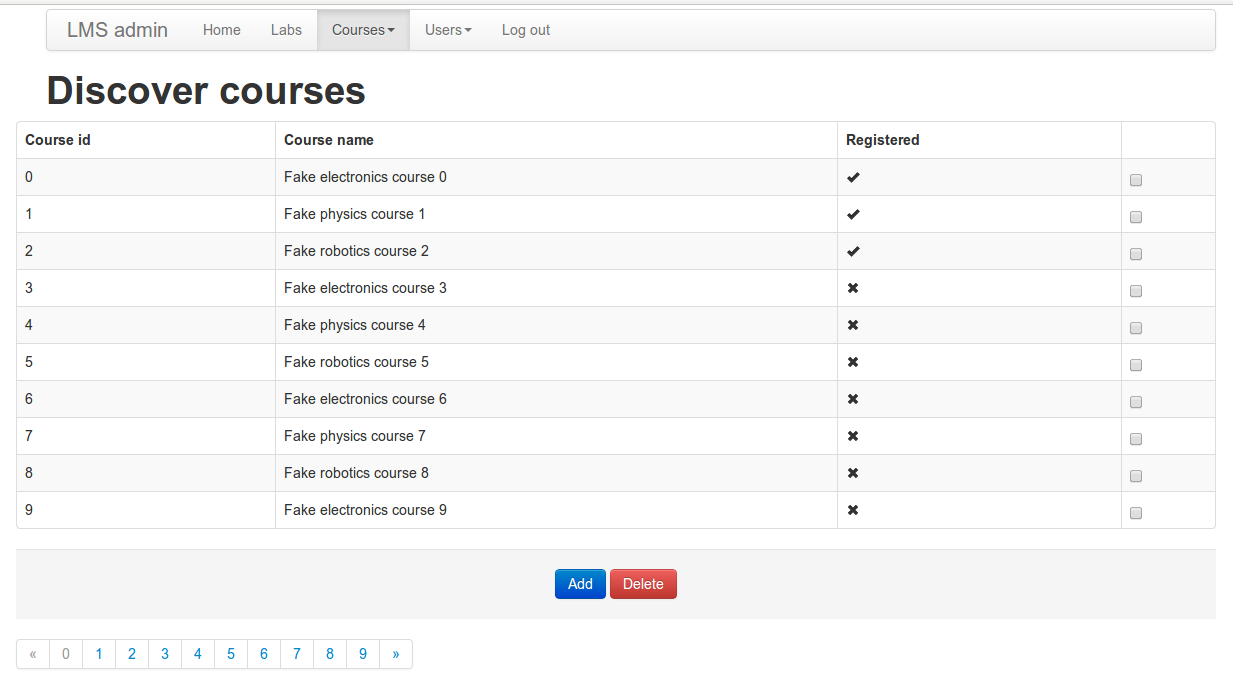 LMS admin Home Labs Courses Users Log out
Discover courses
Course id Course name Registered
0 Fake electronics course 0 ✔
1 Fake physics course 1 ✔
2 Fake robotics course 2 ✔
3 Fake electronics course 3 ✖
4 Fake physics course 4 ✖
5 Fake robotics course 5 ✖
6 Fake electronics course 6 ✖
7 Fake physics course 7 ✖
8 Fake robotics course 8 ✖
9 Fake electronics course 9 ✖
Add Delete
« 0 1 2 3 4 5 6 7 8 9 »